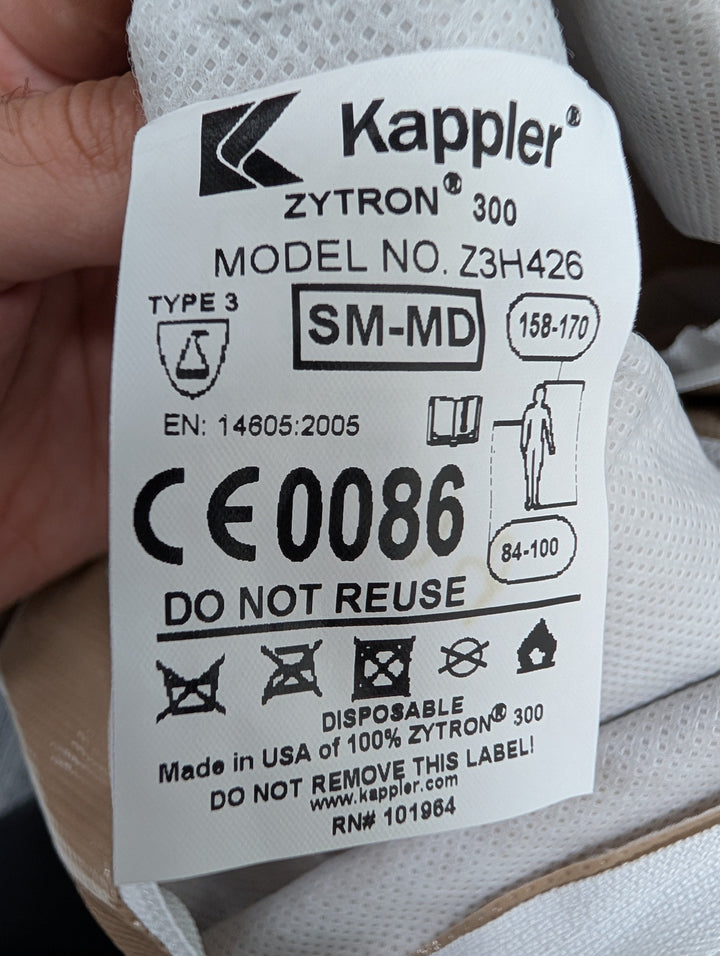 Kappler®
ZYTRON® 300
MODEL NO. Z3H426
TYPE 3
SM-MD
158-170
EN: 14605:2005
CE0086
84-100
DO NOT REUSE
DISPOSABLE
Made in USA of 100% ZYTRON® 300
DO NOT REMOVE THIS LABEL!
www.kappler.com
RN# 101964